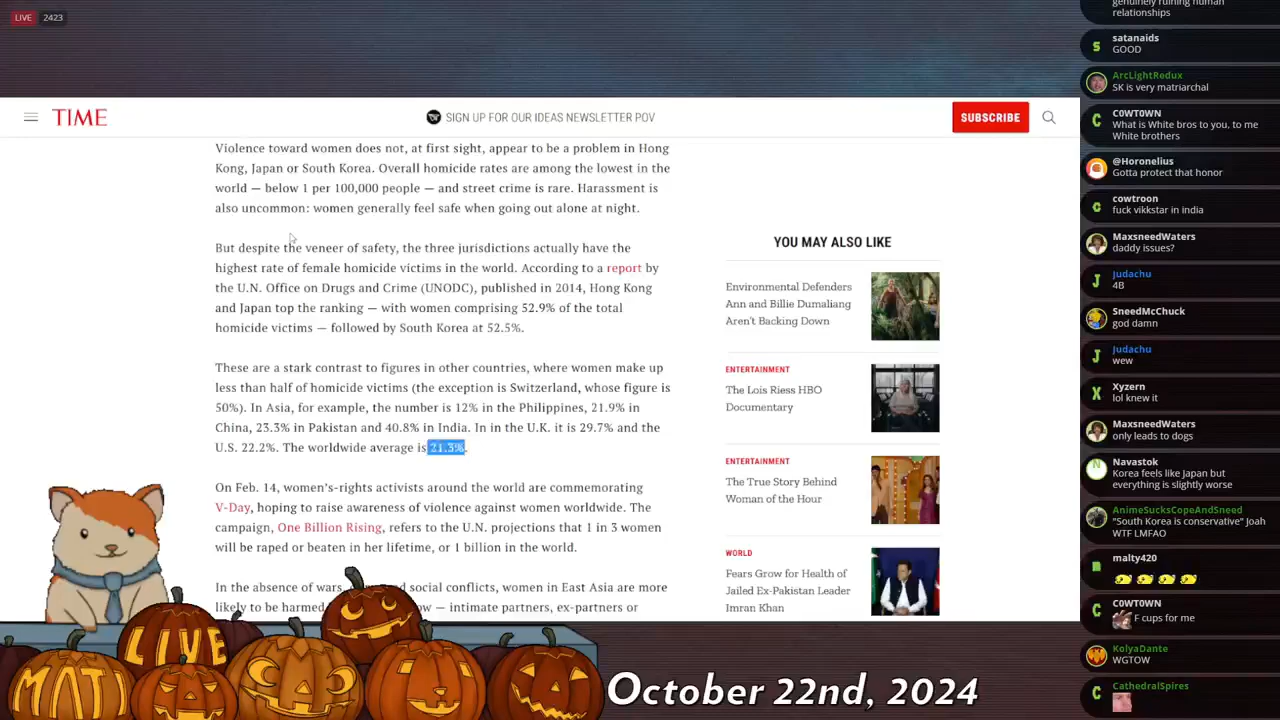 LIVE 2423
TIME
SIGN UP FOR OUR IDEAS NEWSLETTER POV
SUBSCRIBE
Violence toward women does not, at first sight, appear to be a problem in Hong
Kong, Japan or South Korea. Overall homicide rates are among the lowest in the
world — below 1 per 100,000 people — and street crime is rare. Harassment is
also uncommon: women generally feel safe when going out alone at night.
But despite the veneer of safety, the three jurisdictions actually have the
highest rate of female homicide victims in the world. According to a report by
the U.N. Office on Drugs and Crime (UNODC), published in 2014, Hong Kong
and Japan top the ranking — with women comprising 52.9% of the total
homicide victims — followed by South Korea at 52.5%.
These are a stark contrast to figures in other countries, where women make up
less than half of homicide victims (the exception is Switzerland, whose figure is
50%). In Asia, for example, the number is 12% in the Philippines, 21.9% in
China, 23.3% in Pakistan and 40.8% in India. In in the U.K. it is 29.7% and the
U.S. 22.2%. The worldwide average is 21.3%.
On Feb. 14, women's-rights activists around the world are commemorating
V-Day, hoping to raise awareness of violence against women worldwide. The
campaign, One Billion Rising, refers to the U.N. projections that 1 in 3 women
will be raped or beaten in her lifetime, or 1 billion in the world.
In the absence of wars, social conflicts, women in East Asia are more
likely to be harmed — intimate partners, ex-partners or
YOU MAY ALSO LIKE
Environmental Defenders
Ann and Billie Dumaliang
Aren't Backing Down
ENTERTAINMENT
The Lois Riess HBO
Documentary
ENTERTAINMENT
The True Story Behind
Woman of the Hour
WORLD
Fears Grow for Health of
Jailed Ex-Pakistan Leader
Imran Khan
genuinely ruining human
relationships
satanaids
GOOD
ArcLightRedux
SK is very matriarchal
C0WT0WN
What is White bros to you, to me
White brothers
@Horonelius
Gotta protect that honor
cowtroon
fuck vikkstar in india
MaxsneedWaters
daddy issues?
Judachu
4B
SneedMcChuck
god damn
Judachu
wew
Xyzern
lol knew it
MaxsneedWaters
only leads to dogs
Navastok
Korea feels like Japan but
everything is slightly worse
AnimeSucksCopeAndSneed
"South Korea is conservative" Joah
WTF LMFAO
malty420
C0WT0WN
F cups for me
KolyaDante
WGTOW
CathedralSpires
LIVE
MATI
October 22nd, 2024